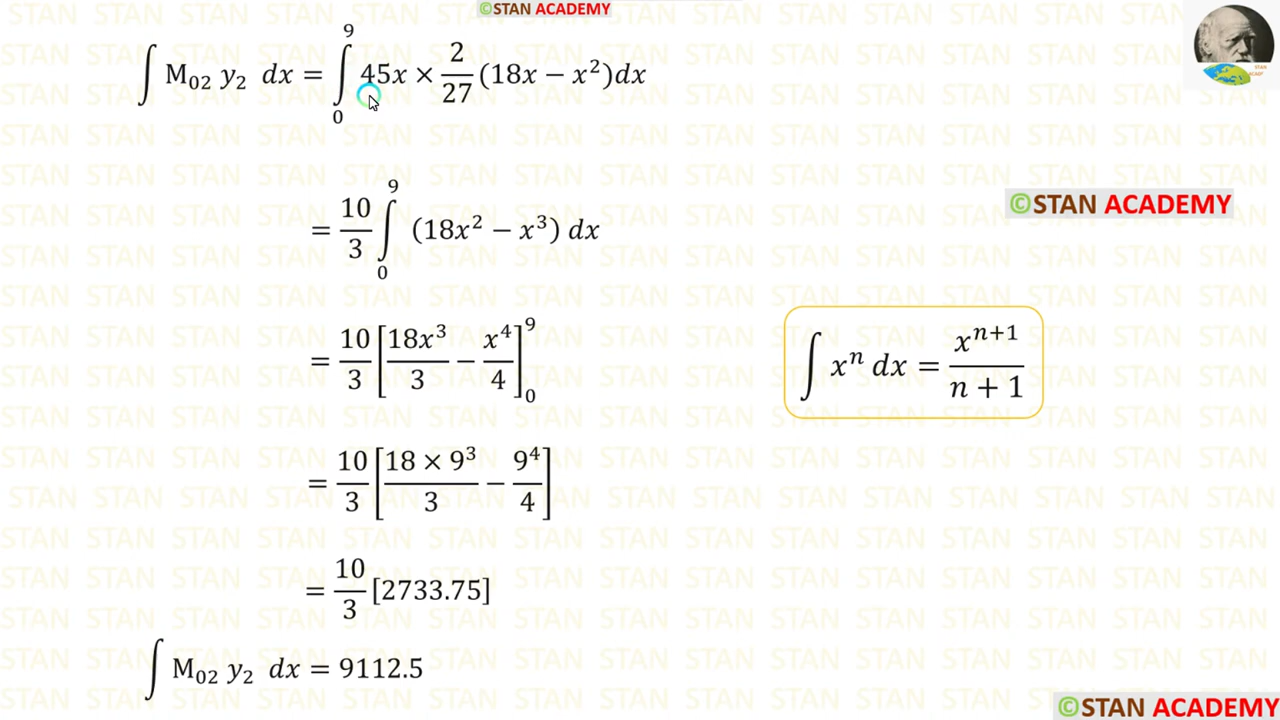 ©STAN ACADEMY
∫ M₀₂ y₂ dx = ∫₀⁹ 45x × 2/27 (18x − x²)dx
©STAN ACADEMY
= 10/3 ∫₀⁹ (18x² − x³) dx
= 10/3 [18x³/3 − x⁴/4]₀⁹
∫ xⁿ dx = xⁿ⁺¹/n + 1
= 10/3 [18 × 9³/3 − 9⁴/4]
= 10/3 [2733.75]
∫ M₀₂ y₂ dx = 9112.5
©STAN ACADEMY